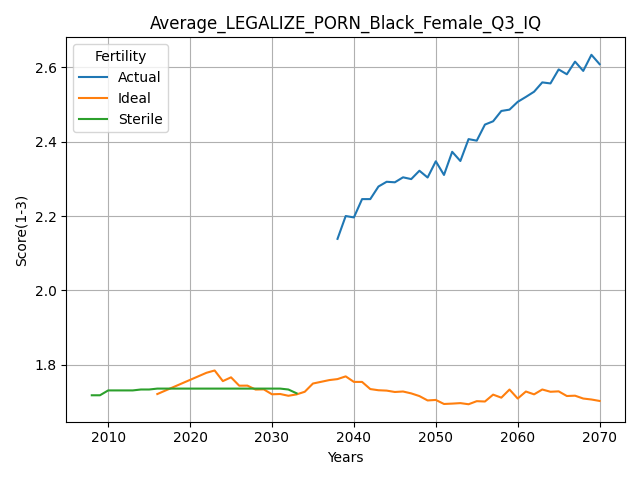 Average_LEGALIZE_PORN_Black_Female_Q3_IQ
Fertility
Actual
Ideal
Sterile
Score(1-3)
2.6
2.4
2.2
2.0
1.8
2010 2020 2030 2040 2050 2060 2070
Years